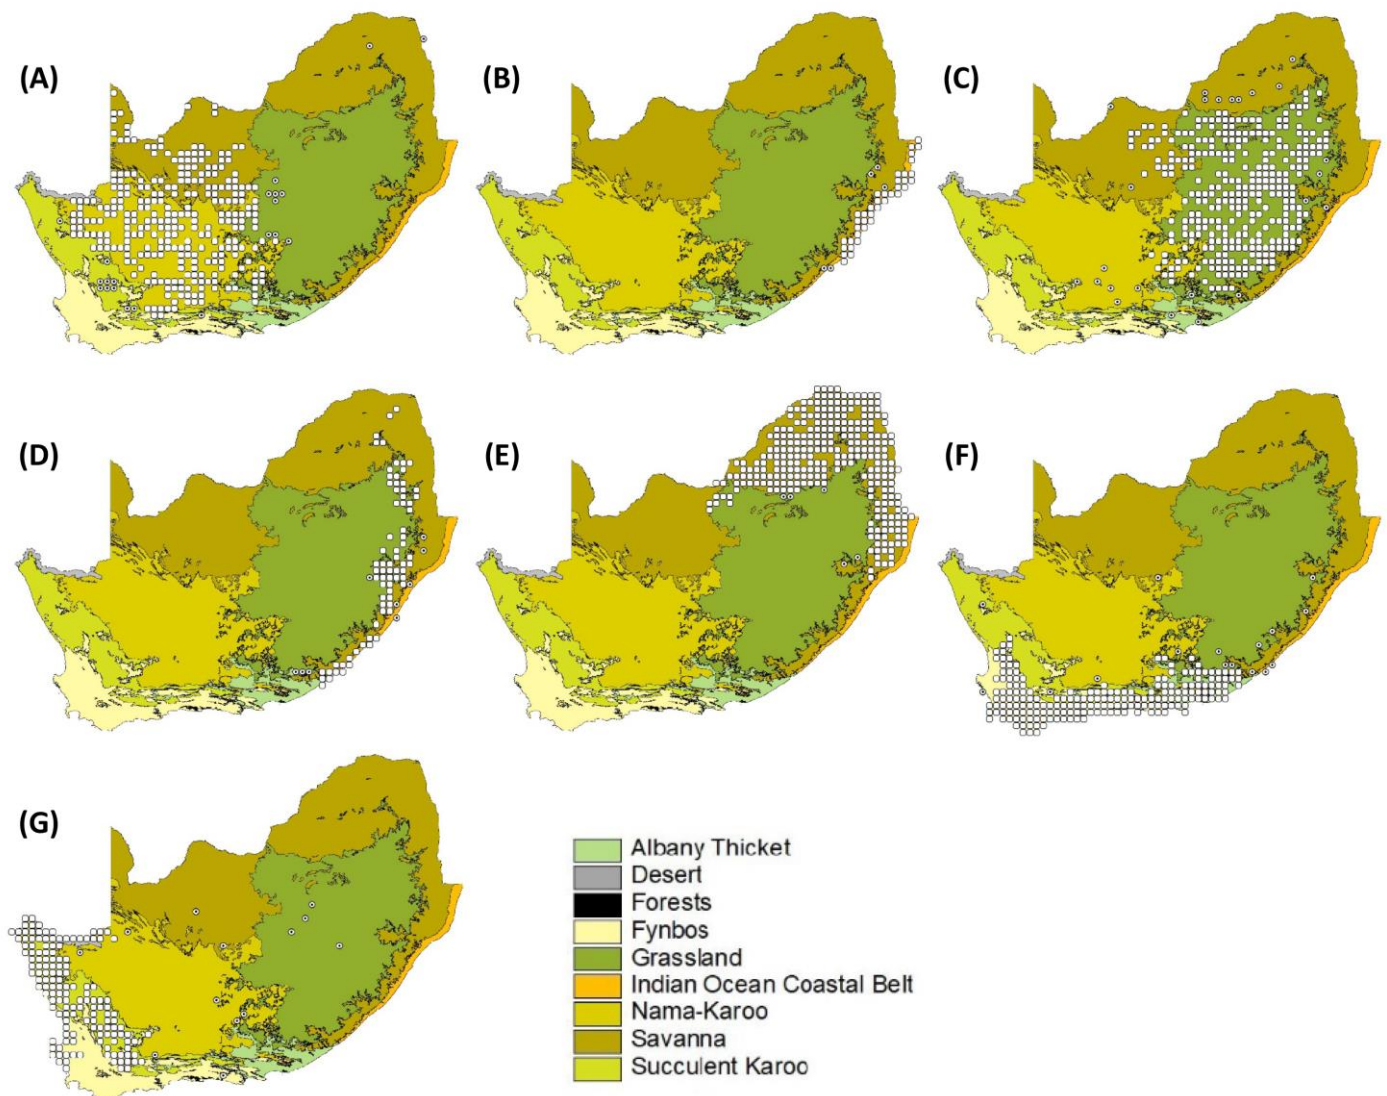 (A)
(B)
(C)
(D)
(E)
(F)
(G)
Albany Thicket
Desert
Forests
Fynbos
Grassland
Indian Ocean Coastal Belt
Nama-Karoo
Savanna
Succulent Karoo